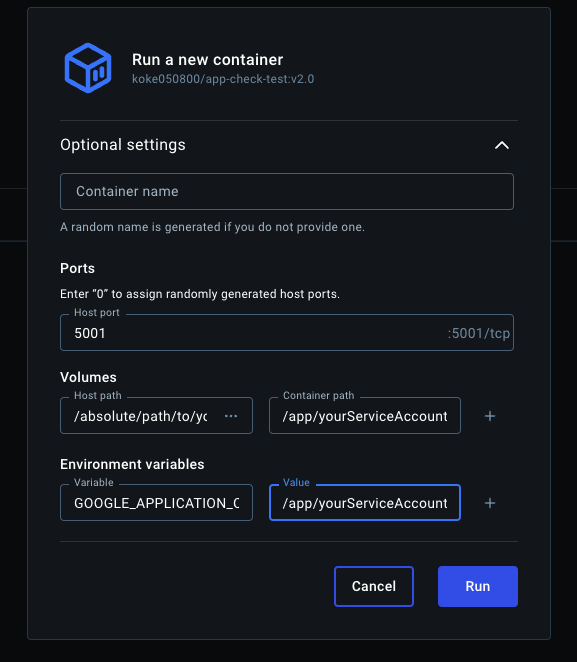 Run a new container
koke050800/app-check-test:v2.0
Optional settings
Container name
A random name is generated if you do not provide one.
Ports
Enter “0” to assign randomly generated host ports.
Host port
5001 :5001/tcp
Volumes
Host path Container path
/absolute/path/to/yo ··· /app/yourServiceAccount +
Environment variables
Variable Value
GOOGLE_APPLICATION_C /app/yourServiceAccount +
Cancel Run